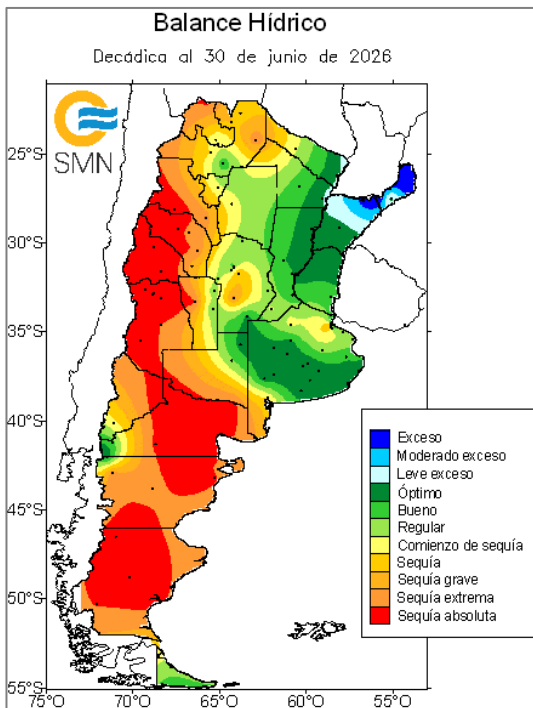 Balance Hídrico
Decádica al 30 de junio de 2026
SMN
25°S
30°S
35°S
40°S
45°S
50°S
55°S
75°O
70°O
65°O
60°O
55°O
Exceso
Moderado exceso
Leve exceso
Óptimo
Bueno
Regular
Comienzo de sequía
Sequía
Sequía grave
Sequía extrema
Sequía absoluta